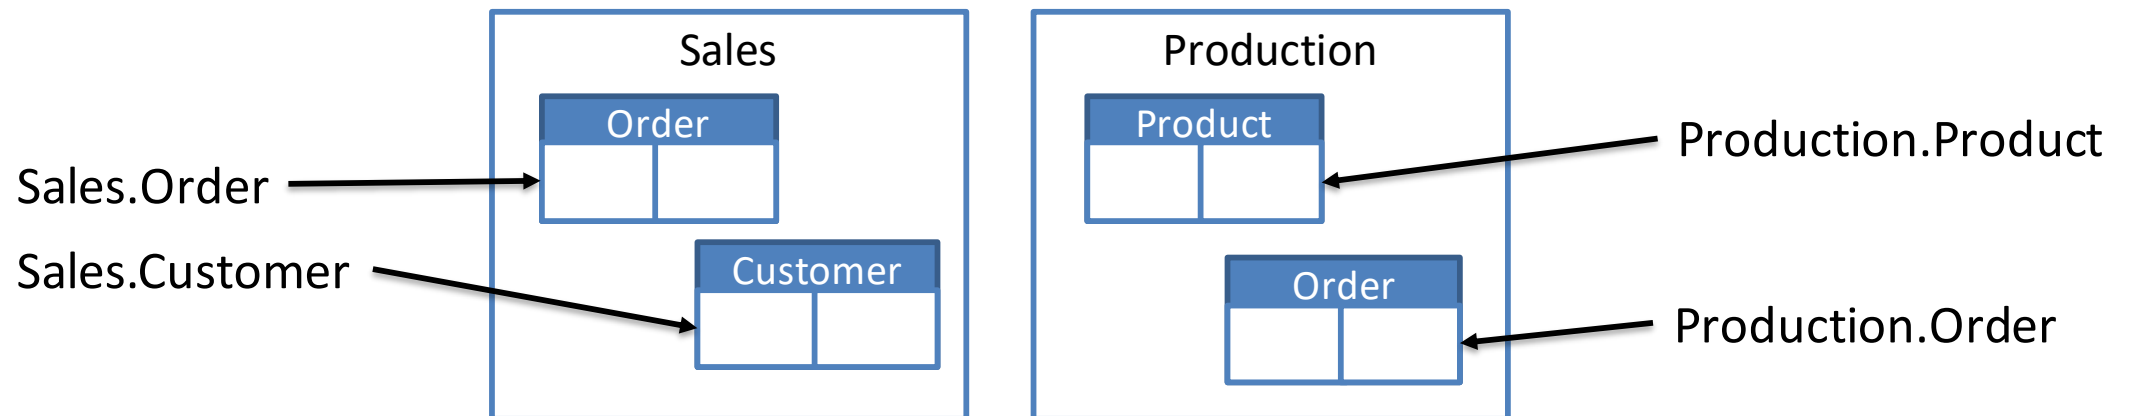 Sales
Production
Order
Product
Sales.Order
Production.Product
Sales.Customer
Customer
Order
Production.Order